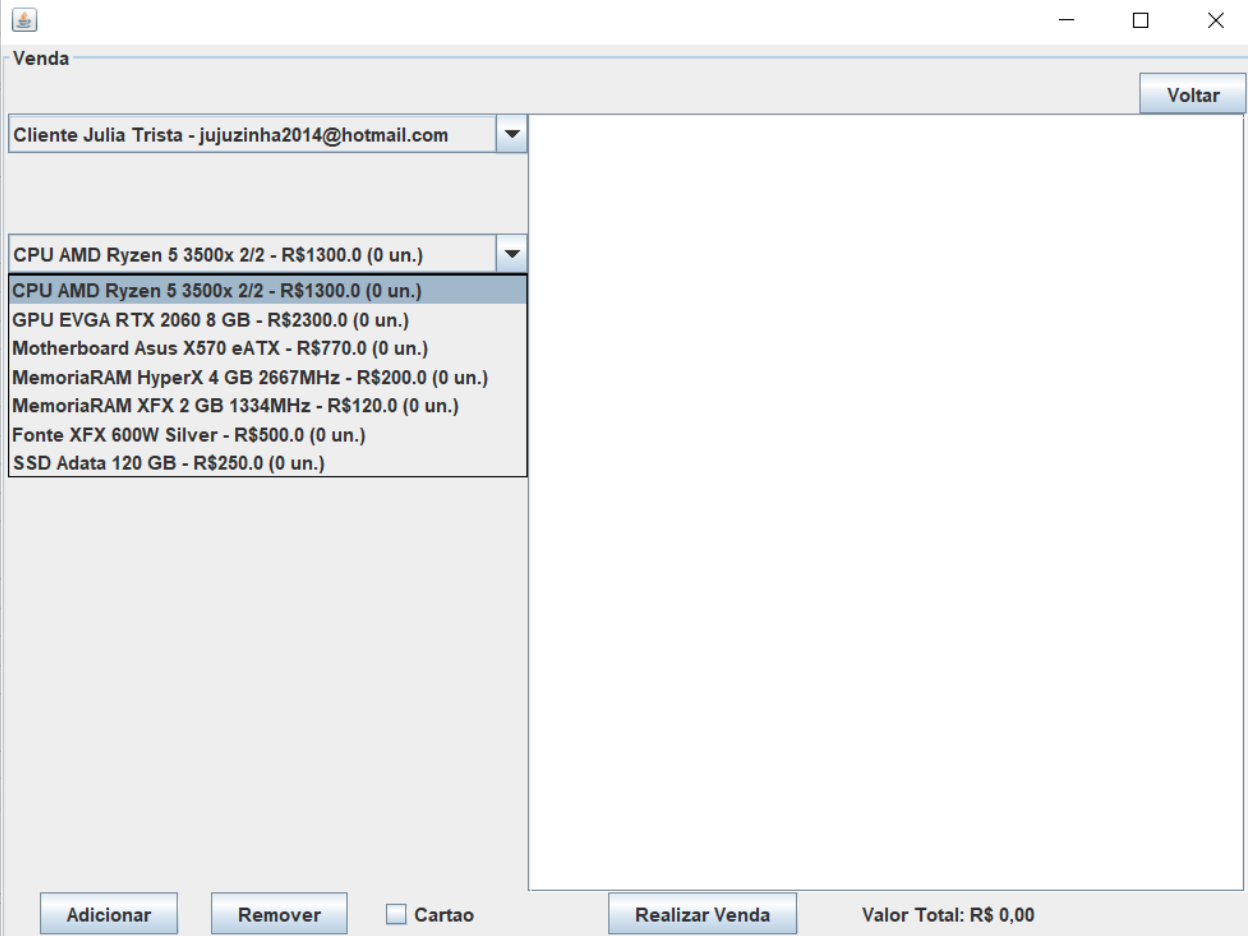 Venda
Voltar
Cliente Julia Trista - jujuzinha2014@hotmail.com
CPU AMD Ryzen 5 3500x 2/2 - R$1300.0 (0 un.)
CPU AMD Ryzen 5 3500x 2/2 - R$1300.0 (0 un.)
GPU EVGA RTX 2060 8 GB - R$2300.0 (0 un.)
Motherboard Asus X570 eATX - R$770.0 (0 un.)
MemoriaRAM HyperX 4 GB 2667MHz - R$200.0 (0 un.)
MemoriaRAM XFX 2 GB 1334MHz - R$120.0 (0 un.)
Fonte XFX 600W Silver - R$500.0 (0 un.)
SSD Adata 120 GB - R$250.0 (0 un.)
Adicionar Remover Cartao Realizar Venda Valor Total: R$ 0,00